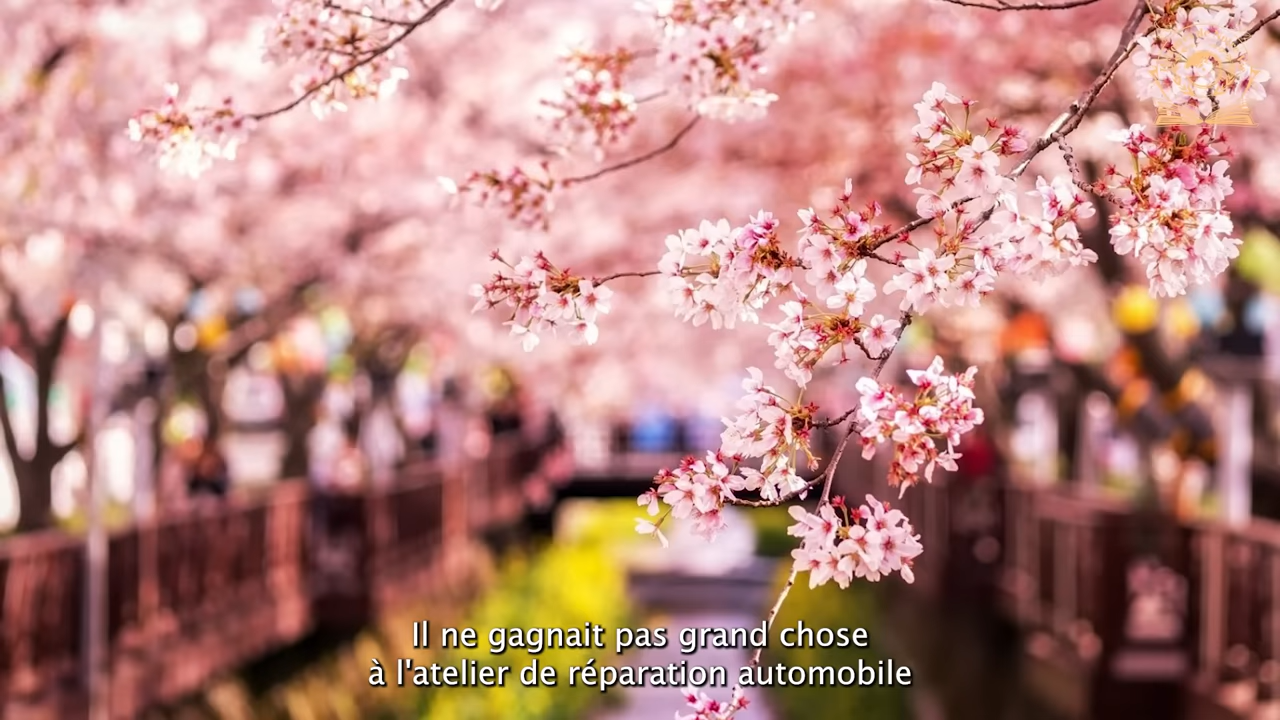 Il ne gagnait pas grand chose
à l'atelier de réparation automobile